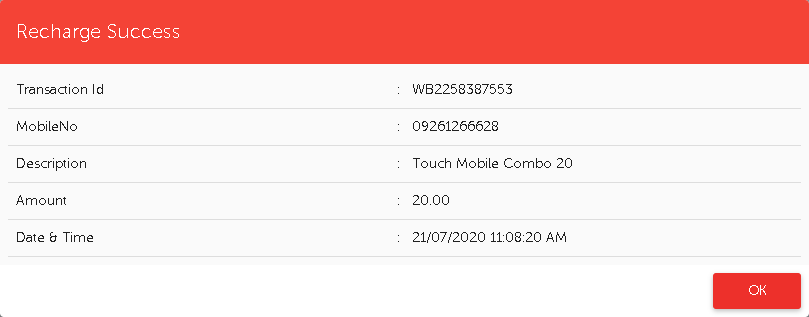 Recharge Success
Transaction Id : WB2258387553
MobileNo : 09261266628
Description : Touch Mobile Combo 20
Amount : 20.00
Date & Time : 21/07/2020 11:08:20 AM
OK